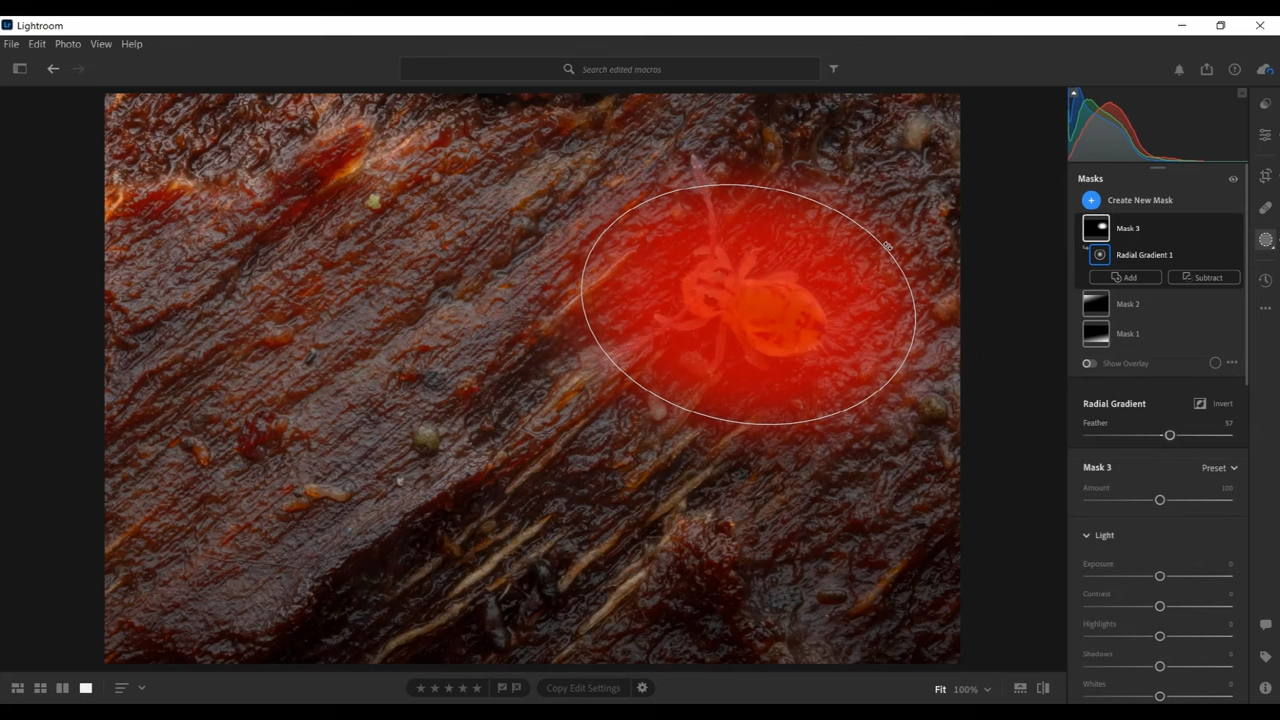 Lr Lightroom
File Edit Photo View Help
Search edited macros
Masks
Create New Mask
Mask 3
Radial Gradient 1
Add Subtract
Mask 2
Mask 1
Show Overlay
Radial Gradient Invert
Feather 57
Mask 3 Preset
Amount 100
Light
Exposure 0
Contrast 0
Highlights 0
Shadows 0
Whites 0
Copy Edit Settings
Fit 100%